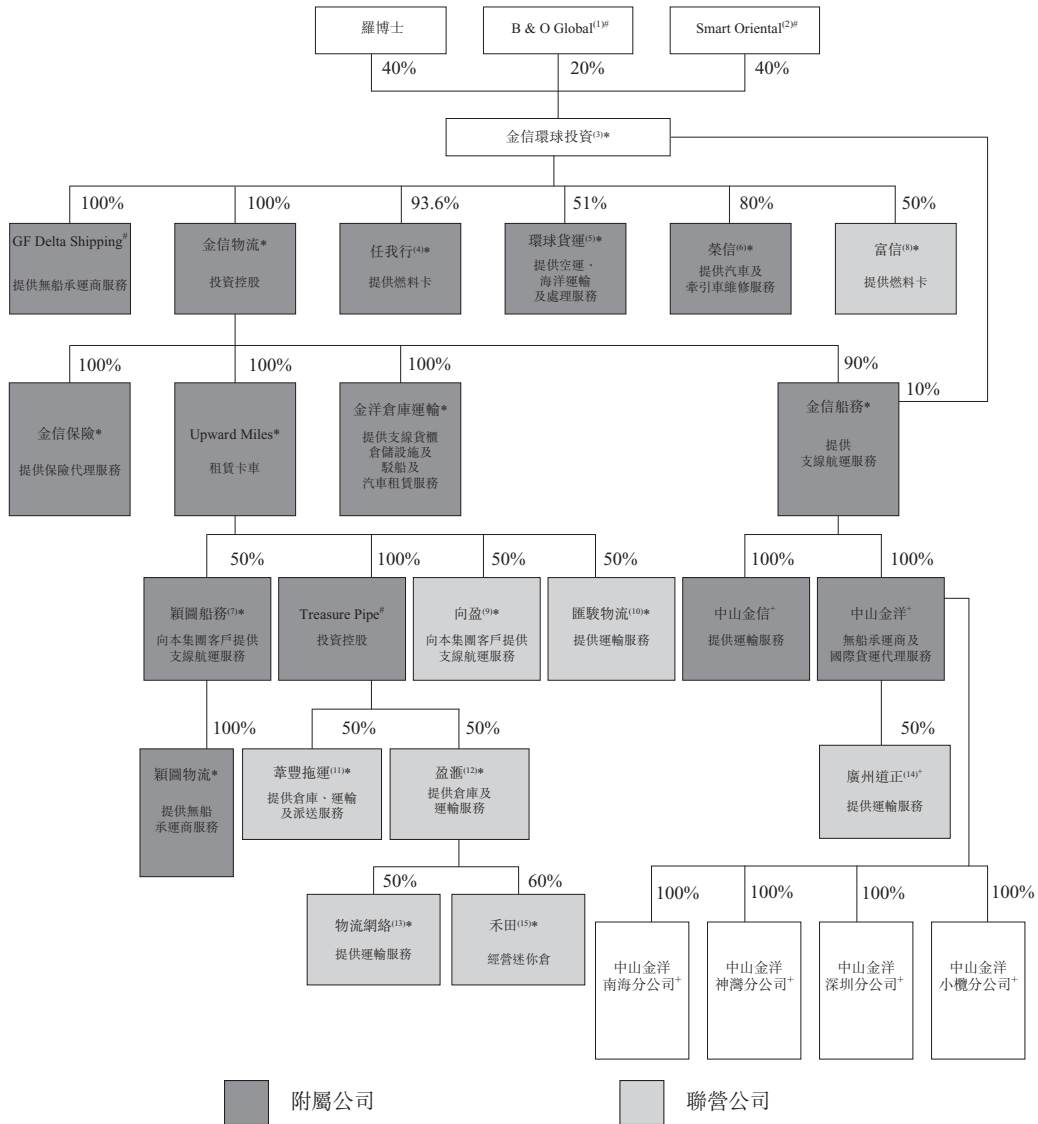 羅博士
B & O Global(1)#
Smart Oriental(2)#
40%
20%
40%
金信環球投資(3)*
100%
100%
93.6%
51%
80%
50%
GF Delta Shipping#
提供無船承運商服務
金信物流*
投資控股
任我行(4)*
提供燃料卡
環球貨運(5)*
提供空運、
海洋運輸
及處理服務
榮信(6)*
提供汽車及
牽引車維修服務
富信(8)*
提供燃料卡
100%
100%
100%
90%
10%
金信保險*
提供保險代理服務
Upward Miles*
租賃卡車
金洋倉庫運輸*
提供支線貨櫃
倉儲設施及
駁船及
汽車租賃服務
金信船務*
提供
支線航運服務
50%
100%
50%
50%
100%
100%
穎圖船務(7)*
向本集團客戶提供
支線航運服務
Treasure Pipe#
投資控股
向盈(9)*
向本集團客戶提供
支線航運服務
匯駿物流(10)*
提供運輸服務
中山金信+
提供運輸服務
中山金洋+
無船承運商及
國際貨運代理服務
100%
50%
50%
50%
穎圖物流*
提供無船
承運商服務
葦豐拖運(11)*
提供倉庫、運輸
及派送服務
盈滙(12)*
提供倉庫及
運輸服務
廣州道正(14)+
提供運輸服務
50%
60%
100%
100%
100%
100%
物流網絡(13)*
提供運輸服務
禾田(15)*
經營迷你倉
中山金洋
南海分公司+
中山金洋
神灣分公司+
中山金洋
深圳分公司+
中山金洋
小欖分公司+
附屬公司
聯營公司